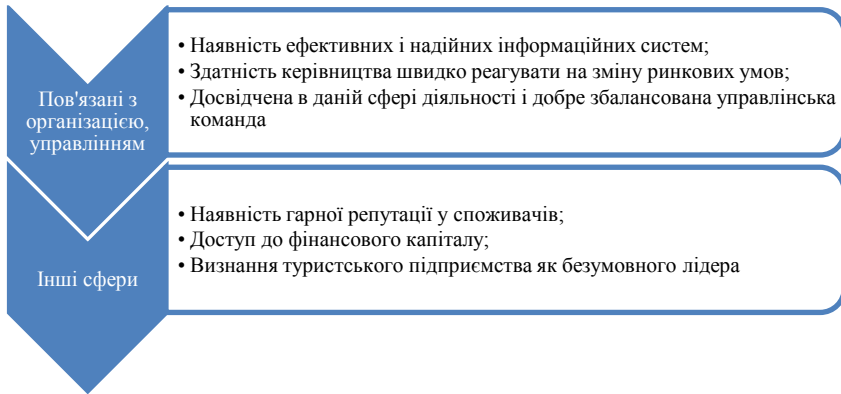 Пов'язані з
організацією,
управлінням
• Наявність ефективних і надійних інформаційних систем;
• Здатність керівництва швидко реагувати на зміну ринкових умов;
• Досвідчена в даній сфері діяльності і добре збалансована управлінська
команда
Інші сфери
• Наявність гарної репутації у споживачів;
• Доступ до фінансового капіталу;
• Визнання туристського підприємства як безумовного лідера